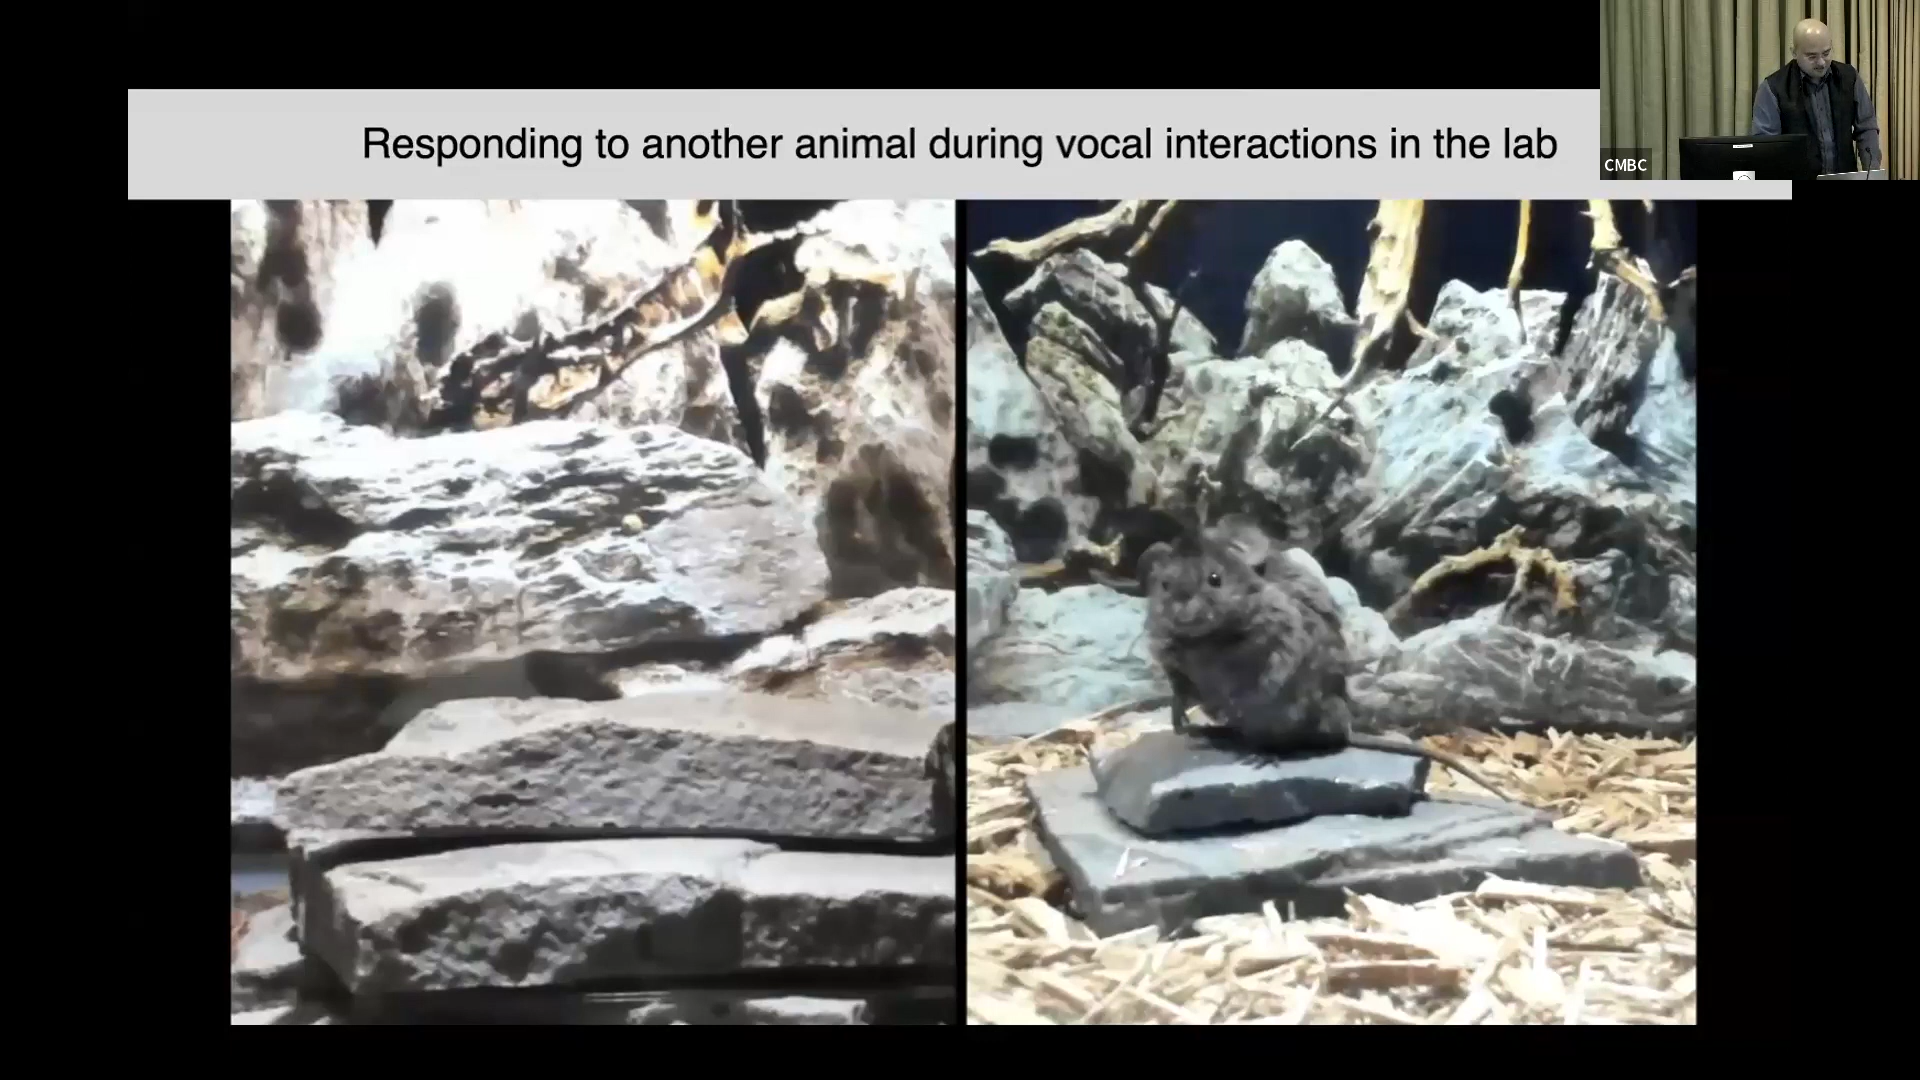 Responding to another animal during vocal interactions in the lab
CMBC